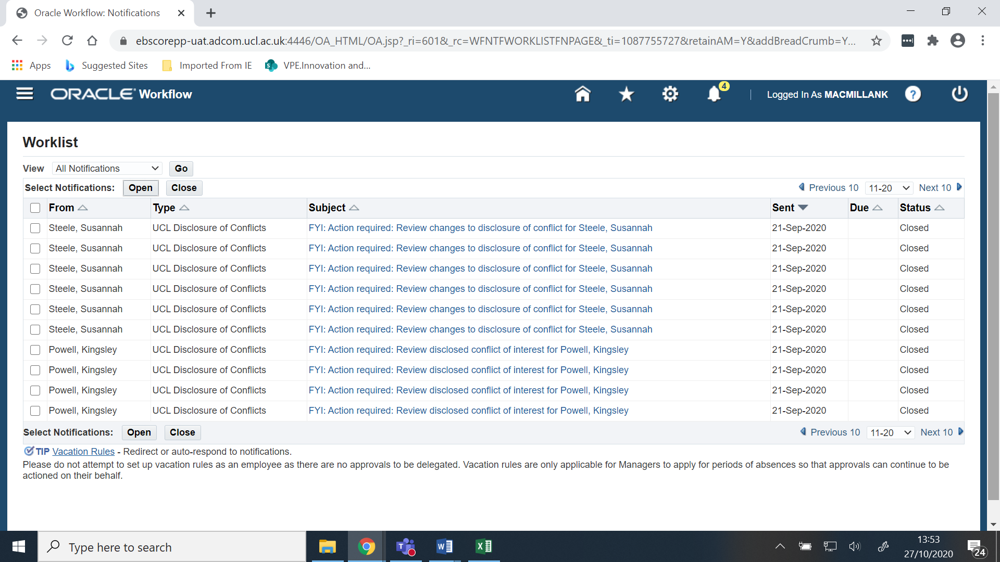 Oracle Workflow: Notifications
ebscorepp-uat.adcom.ucl.ac.uk:4446/OA_HTML/OA.jsp?_ri=601&_rc=WFNTFWORKLISTFNPAGE&_ti=1087755727&retainAM=Y&addBreadCrumb=Y...
Apps Suggested Sites Imported From IE VPE.Innovation and...
ORACLE Workflow 4 Logged In As MACMILLANK ?
Worklist
View All Notifications Go
Select Notifications: Open Close Previous 10 11-20 Next 10
From Type Subject Sent Due Status
Steele, Susannah UCL Disclosure of Conflicts FYI: Action required: Review changes to disclosure of conflict for Steele, Susannah 21-Sep-2020 Closed
Steele, Susannah UCL Disclosure of Conflicts FYI: Action required: Review changes to disclosure of conflict for Steele, Susannah 21-Sep-2020 Closed
Steele, Susannah UCL Disclosure of Conflicts FYI: Action required: Review changes to disclosure of conflict for Steele, Susannah 21-Sep-2020 Closed
Steele, Susannah UCL Disclosure of Conflicts FYI: Action required: Review changes to disclosure of conflict for Steele, Susannah 21-Sep-2020 Closed
Steele, Susannah UCL Disclosure of Conflicts FYI: Action required: Review changes to disclosure of conflict for Steele, Susannah 21-Sep-2020 Closed
Steele, Susannah UCL Disclosure of Conflicts FYI: Action required: Review changes to disclosure of conflict for Steele, Susannah 21-Sep-2020 Closed
Powell, Kingsley UCL Disclosure of Conflicts FYI: Action required: Review disclosed conflict of interest for Powell, Kingsley 21-Sep-2020 Closed
Powell, Kingsley UCL Disclosure of Conflicts FYI: Action required: Review disclosed conflict of interest for Powell, Kingsley 21-Sep-2020 Closed
Powell, Kingsley UCL Disclosure of Conflicts FYI: Action required: Review disclosed conflict of interest for Powell, Kingsley 21-Sep-2020 Closed
Powell, Kingsley UCL Disclosure of Conflicts FYI: Action required: Review disclosed conflict of interest for Powell, Kingsley 21-Sep-2020 Closed
Select Notifications: Open Close Previous 10 11-20 Next 10
TIP Vacation Rules - Redirect or auto-respond to notifications.
Please do not attempt to set up vacation rules as an employee as there are no approvals to be delegated. Vacation rules are only applicable for Managers to apply for periods of absences so that approvals can continue to be
actioned on their behalf.
Type here to search
13:53
27/10/2020
24